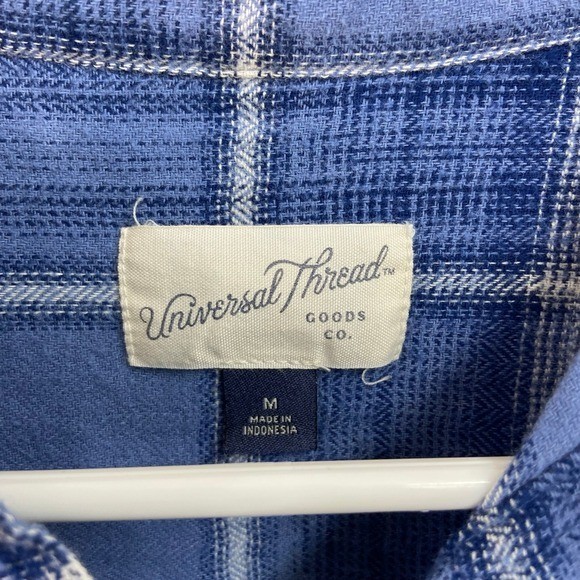 Universal Thread™
GOODS
CO.
M
MADE IN
INDONESIA